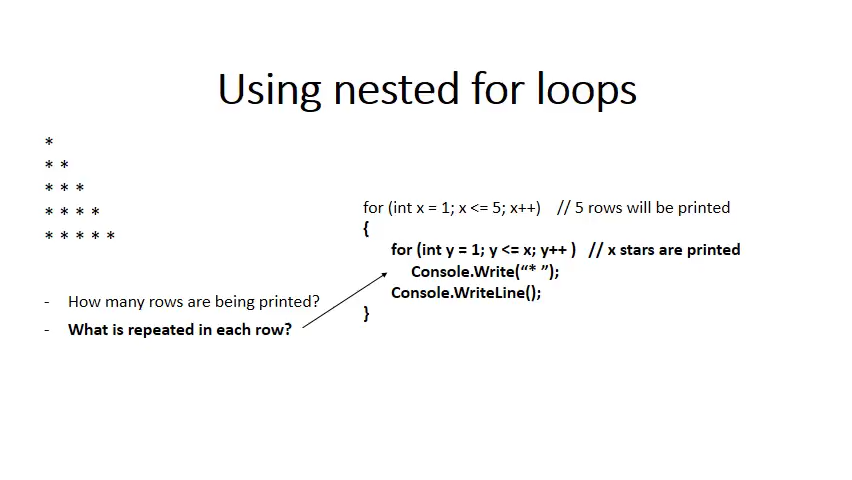 Using nested for loops
*
* *
* * *
* * * *
* * * * *
- How many rows are being printed?
- What is repeated in each row?
for (int x = 1; x <= 5; x++) // 5 rows will be printed
{
for (int y = 1; y <= x; y++ ) // x stars are printed
Console.Write(“* ”);
Console.WriteLine();
}